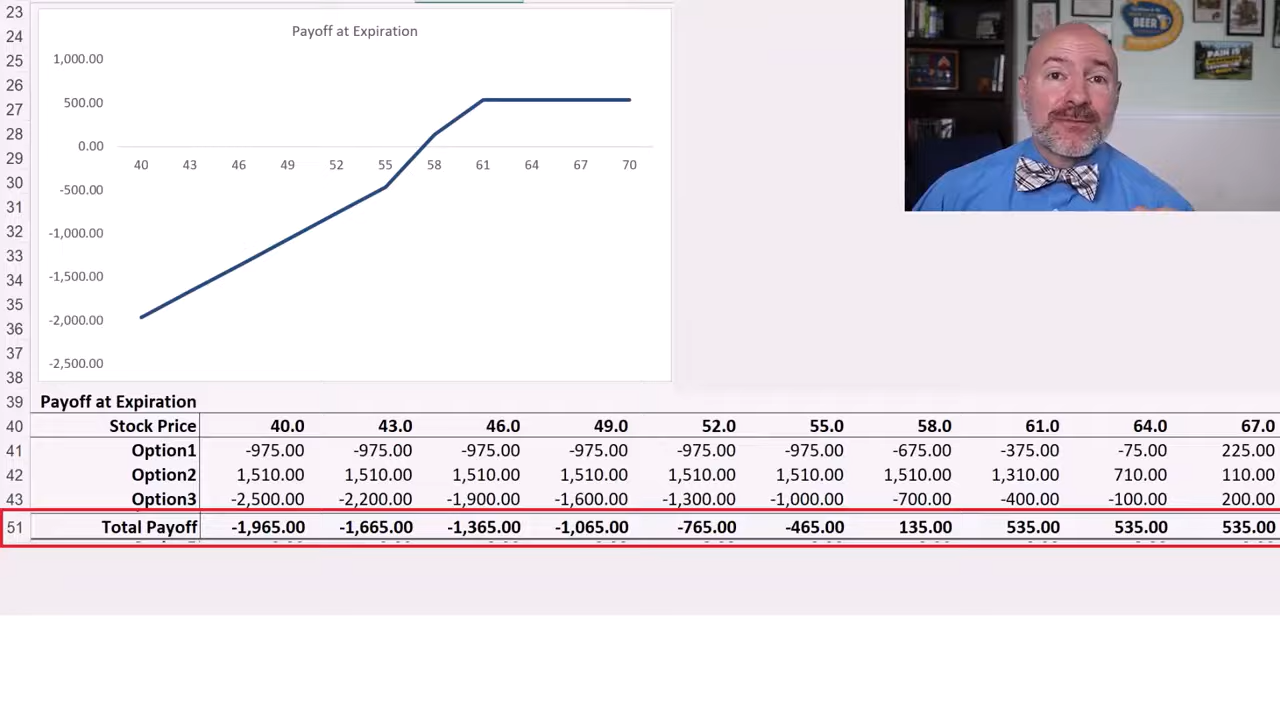 Payoff at Expiration
1,000.00
500.00
0.00
-500.00
-1,000.00
-1,500.00
-2,000.00
-2,500.00
40 43 46 49 52 55 58 61 64 67 70
23
24
25
26
27
28
29
30
31
32
33
34
35
36
37
38
BEER
PAIN IS
39 Payoff at Expiration
40 Stock Price 40.0 43.0 46.0 49.0 52.0 55.0 58.0 61.0 64.0 67.0
41 Option1 -975.00 -975.00 -975.00 -975.00 -975.00 -975.00 -675.00 -375.00 -75.00 225.00
42 Option2 1,510.00 1,510.00 1,510.00 1,510.00 1,510.00 1,510.00 1,510.00 1,310.00 710.00 110.00
43 Option3 -2,500.00 -2,200.00 -1,900.00 -1,600.00 -1,300.00 -1,000.00 -700.00 -400.00 -100.00 200.00
51 Total Payoff -1,965.00 -1,665.00 -1,365.00 -1,065.00 -765.00 -465.00 135.00 535.00 535.00 535.00